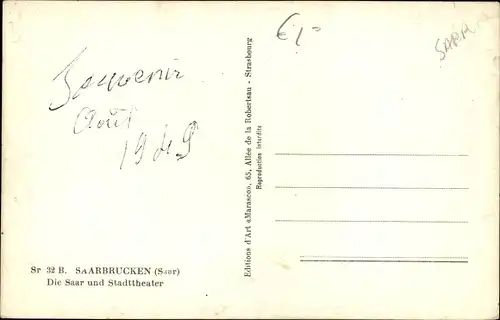 Souvenir
Août
1949
Sr 32 B. SAARBRUCKEN (Saar)
Die Saar und Stadttheater
Editions d'Art «Marasco», 65, Allée de la Robertsau - Strasbourg
Reproduction interdite
€1=
SAAR